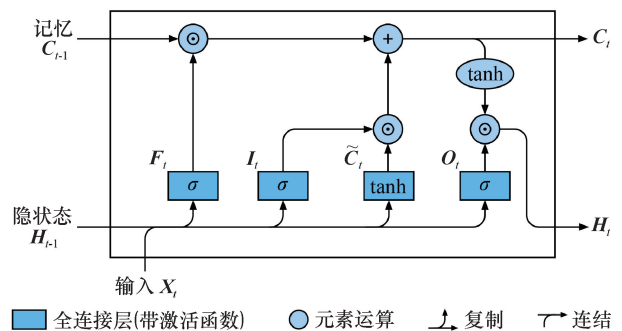 记忆
C_{t-1}
⊙
+
C_t
tanh
⊙
⊙
F_t
I_t
C̃_t
O_t
σ
σ
tanh
σ
隐状态
H_{t-1}
H_t
输入 X_t
全连接层(带激活函数)
元素运算
复制
连结